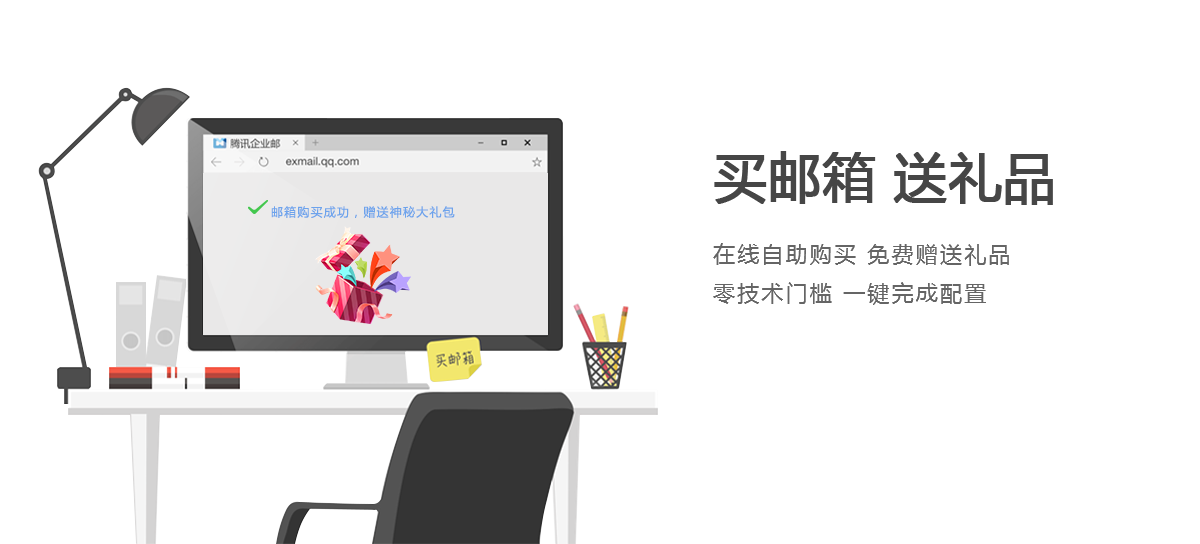 腾讯企业邮
exmail.qq.com
邮箱购买成功，赠送神秘大礼包
买邮箱
买邮箱 送礼品
在线自助购买 免费赠送礼品
零技术门槛 一键完成配置